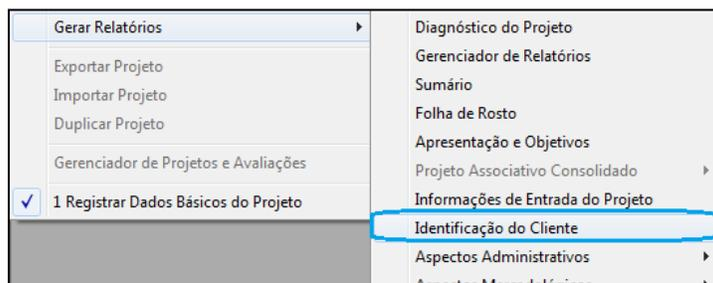 Gerar Relatórios
Exportar Projeto
Importar Projeto
Duplicar Projeto
Gerenciador de Projetos e Avaliações
1 Registrar Dados Básicos do Projeto
Diagnóstico do Projeto
Gerenciador de Relatórios
Sumário
Folha de Rosto
Apresentação e Objetivos
Projeto Associativo Consolidado
Informações de Entrada do Projeto
Identificação do Cliente
Aspectos Administrativos